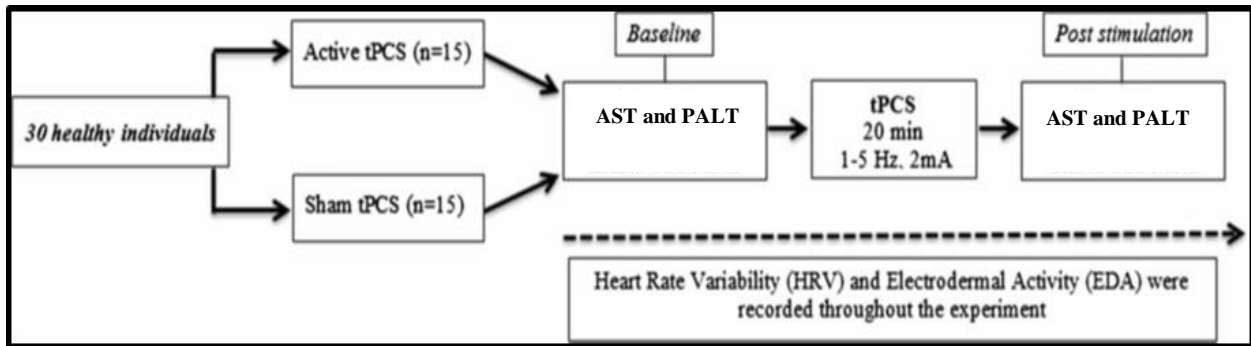 30 healthy individuals
Active tPCS (n=15)
Sham tPCS (n=15)
Baseline
AST and PALT
tPCS
20 min
1-5 Hz. 2mA
Post stimulation
AST and PALT
Heart Rate Variability (HRV) and Electrodermal Activity (EDA) were
recorded throughout the experiment